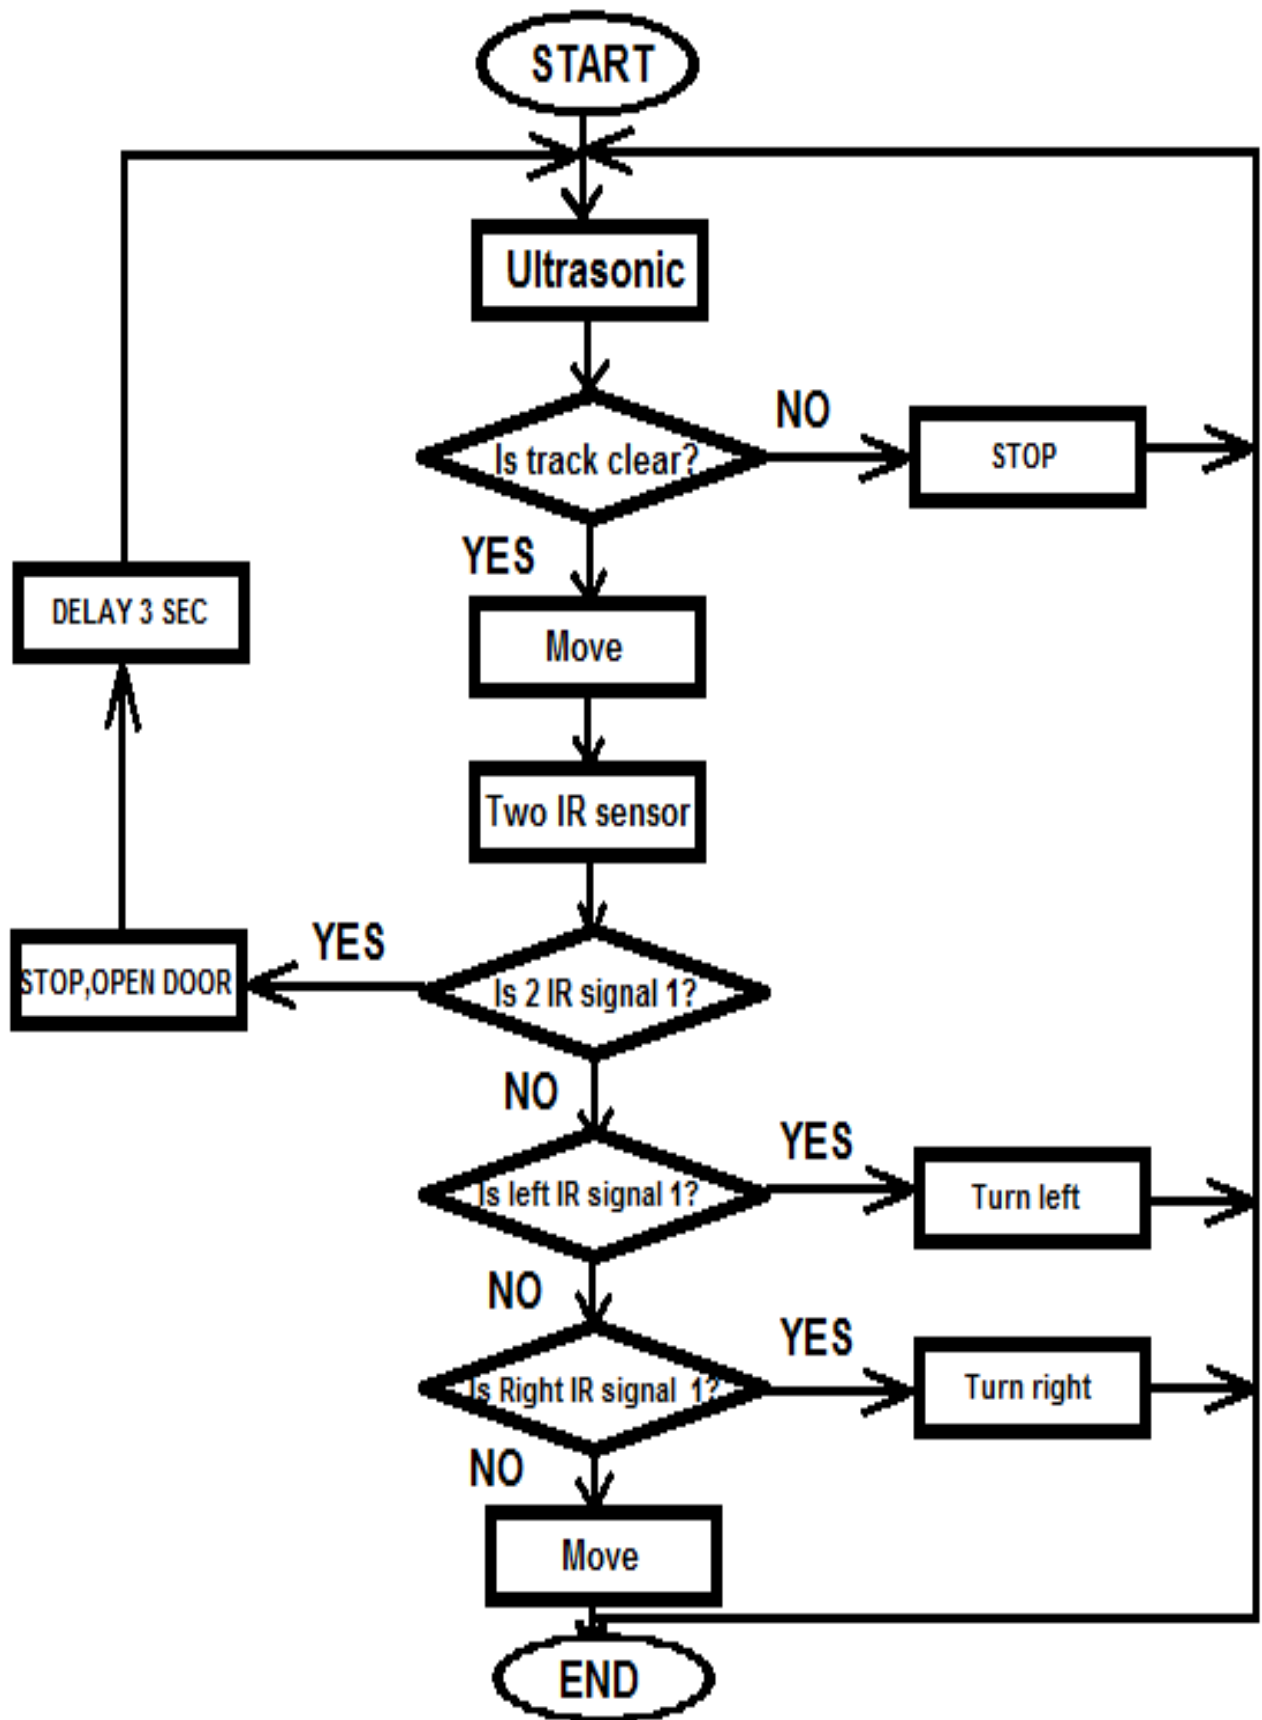 START
Ultrasonic
Is track clear?
NO
STOP
YES
DELAY 3 SEC
Move
Two IR sensor
YES
STOP,OPEN DOOR
Is 2 IR signal 1?
NO
YES
Is left IR signal 1?
Turn left
NO
YES
Is Right IR signal 1?
Turn right
NO
Move
END